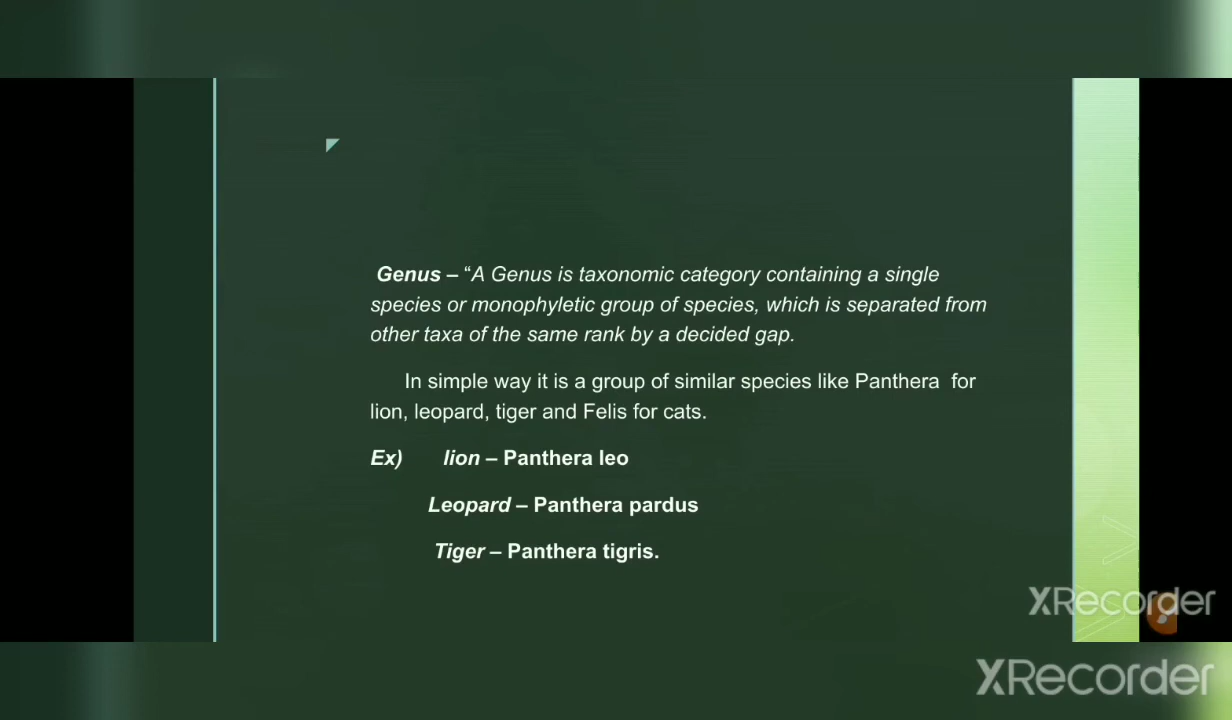 Genus – “A Genus is taxonomic category containing a single
species or monophyletic group of species, which is separated from
other taxa of the same rank by a decided gap.
In simple way it is a group of similar species like Panthera for
lion, leopard, tiger and Felis for cats.
Ex) lion – Panthera leo
Leopard – Panthera pardus
Tiger – Panthera tigris.
XRecorder
XRecorder